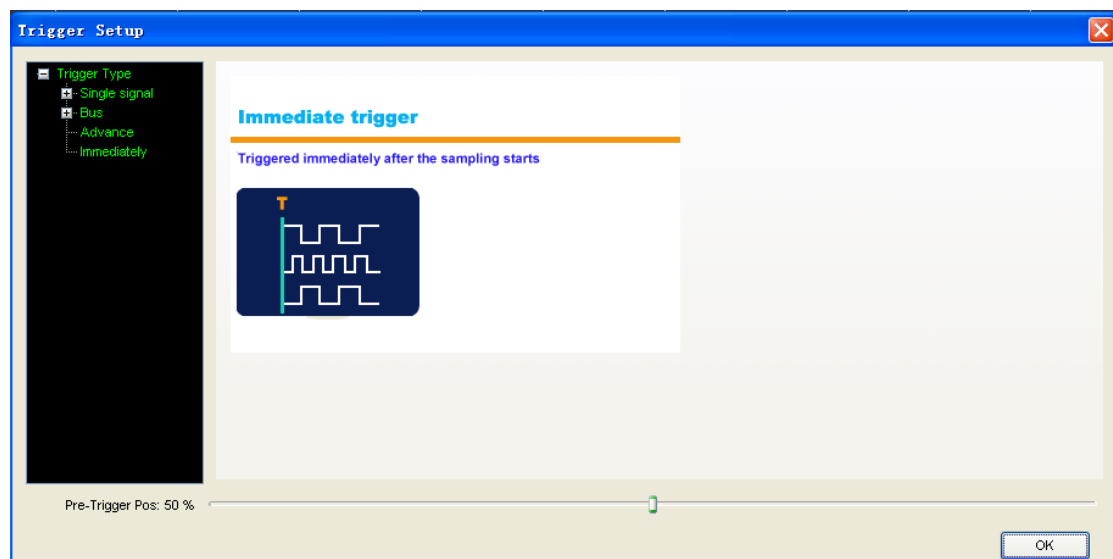 Trigger Setup
Trigger Type
Single signal
Bus
Advance
Immediately
Immediate trigger
Triggered immediately after the sampling starts
T
Pre-Trigger Pos: 50 %
OK